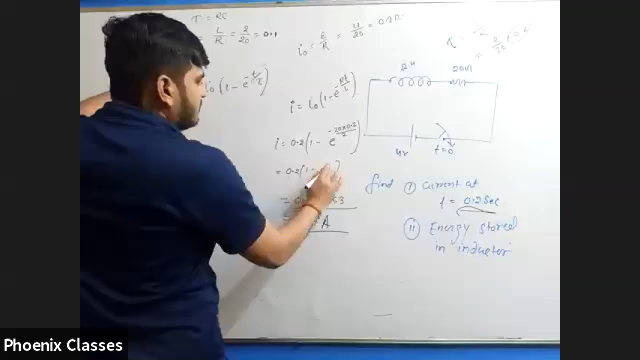 τ = RC
= L/R = 2/20 = 0.1
i₀ = E/R = 4/20 = 0.2A
i₀(1 - e^(-t/τ))
i = i₀(1 - e^(-Rt/L))
i = 0.2(1 - e^(-20×0.2/2))
= 0.2(1 -
2H 20Ω
4V t=0
find (i) Current at
t = 0.2 sec
(ii) Energy stored
in inductor
A
Phoenix Classes